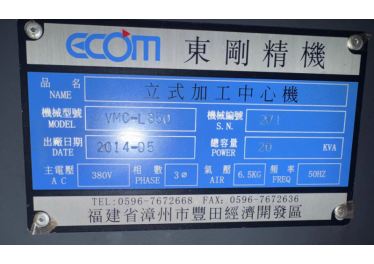 ECOM 東剛精機
品名 NAME 立式加工中心機
機械型號 MODEL VMC-L850 機械編號 S.N. 271
出廠日期 DATE 2014-05 總容量 POWER 20 KVA
主電壓 AC 380V 相數 PHASE 3ø 氣壓 AIR 6.5KG 頻率 FREQ 50HZ
TEL:0596-7672668 FAX: 0596-7672636
福建省漳州市豐田經濟開發區